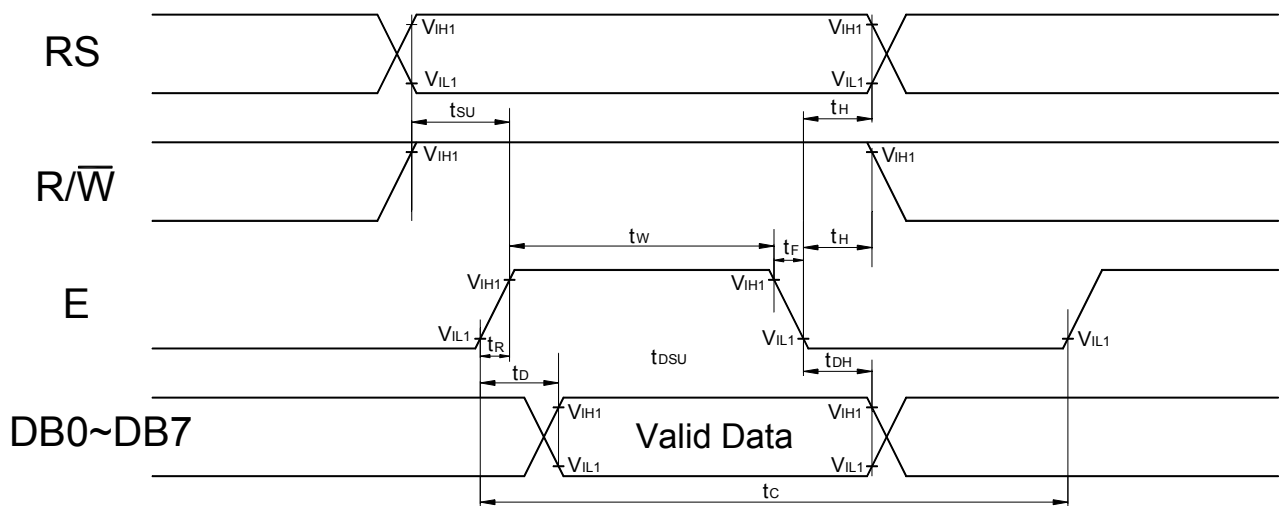 RS
VIH1
VIH1
VIL1
VIL1
tSU
tH
R/W̅
VIH1
VIH1
tW
tF
tH
E
VIH1
VIH1
VIL1
VIL1
VIL1
tR
tDSU
tDH
tD
DB0~DB7
VIH1
VIH1
Valid Data
VIL1
VIL1
tC